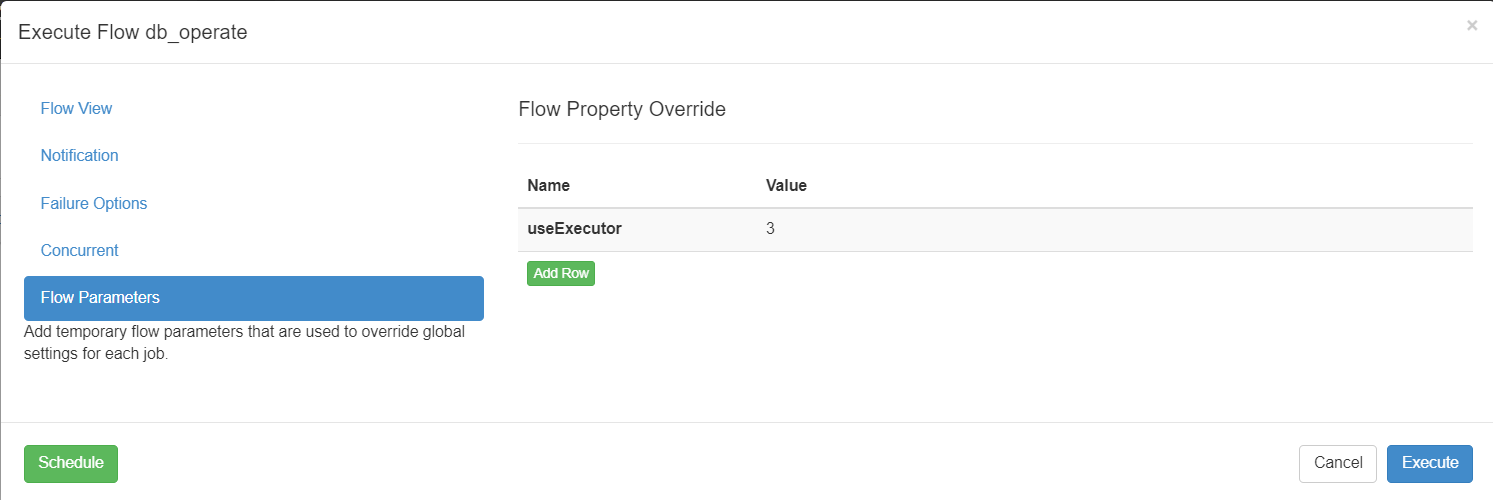 Execute Flow db_operate
×
Flow View
Notification
Failure Options
Concurrent
Flow Parameters
Add temporary flow parameters that are used to override global
settings for each job.
Flow Property Override
Name Value
useExecutor 3
Add Row
Schedule
Cancel
Execute